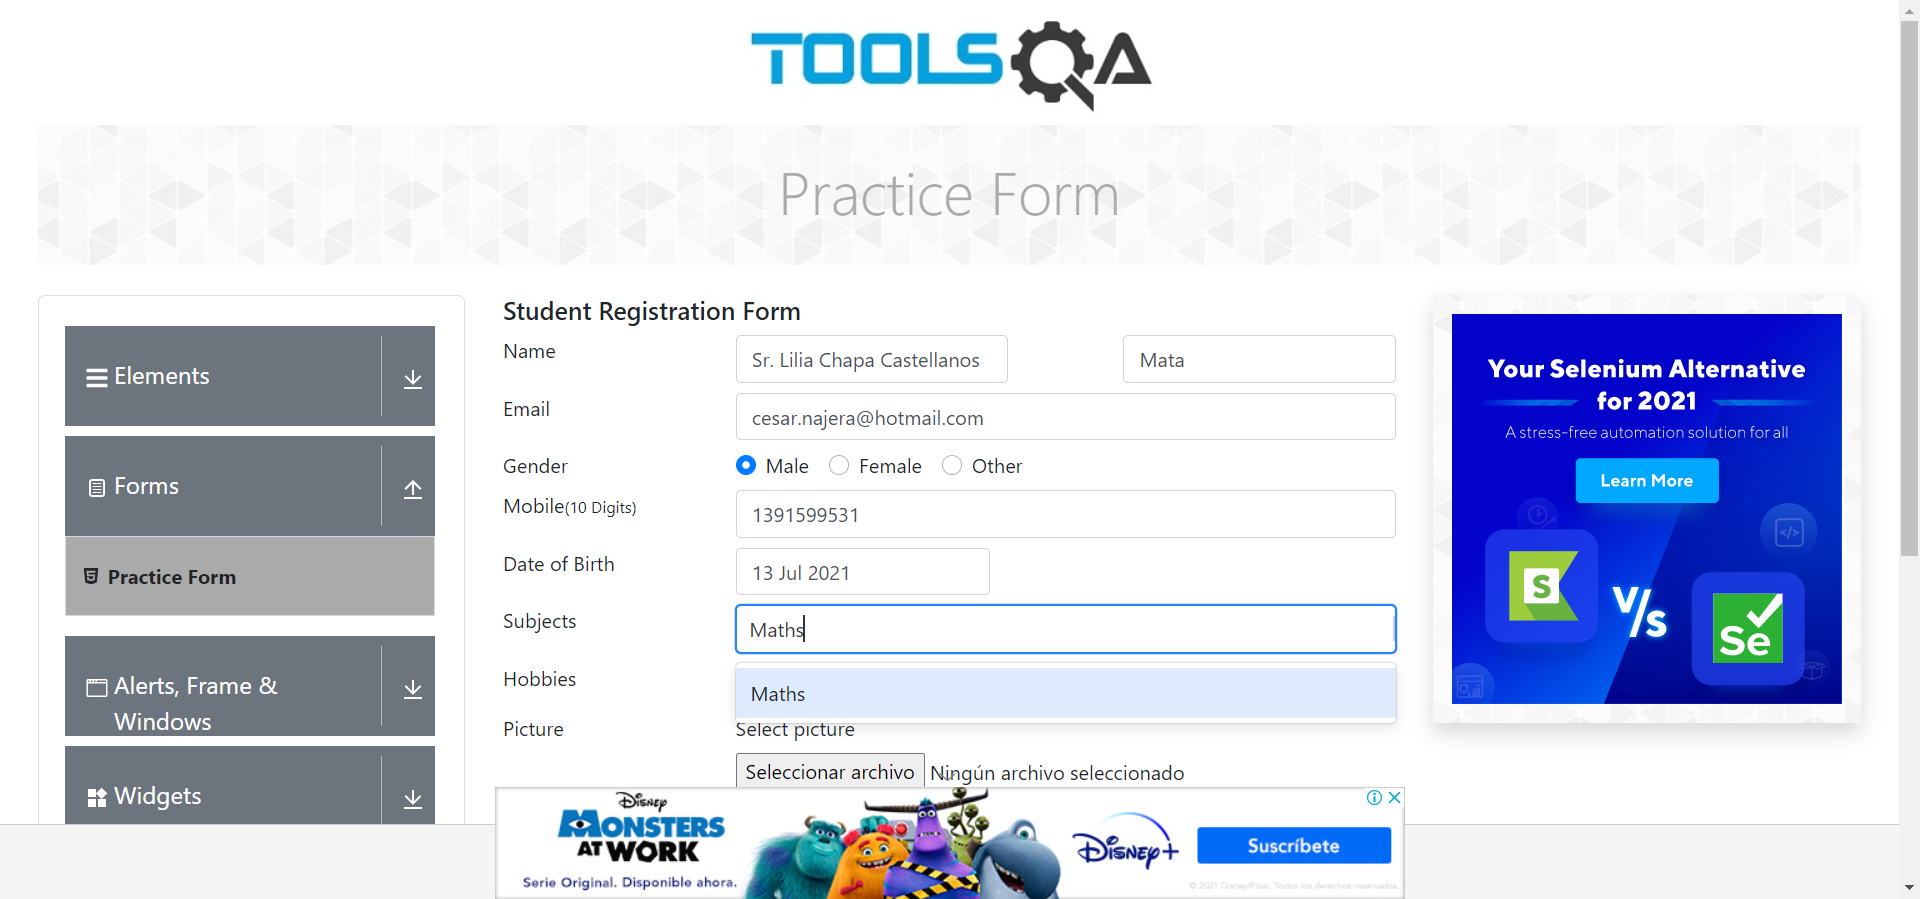 TOOLSQA
Practice Form
Elements
Forms
Practice Form
Alerts, Frame &
Windows
Widgets
Student Registration Form
Name
Sr. Lilia Chapa Castellanos
Mata
Email
cesar.najera@hotmail.com
Gender
Male
Female
Other
Mobile(10 Digits)
1391599531
Date of Birth
13 Jul 2021
Subjects
Maths
Maths
Hobbies
Picture
Select picture
Seleccionar archivo
Ningún archivo seleccionado
Your Selenium Alternative
for 2021
A stress-free automation solution for all
Learn More
S
V/s
Se
Disney
MONSTERS
AT WORK
Serie Original. Disponible ahora.
Disney+
Suscríbete
© 2021 Disney/Pixar. Todos los derechos reservados.